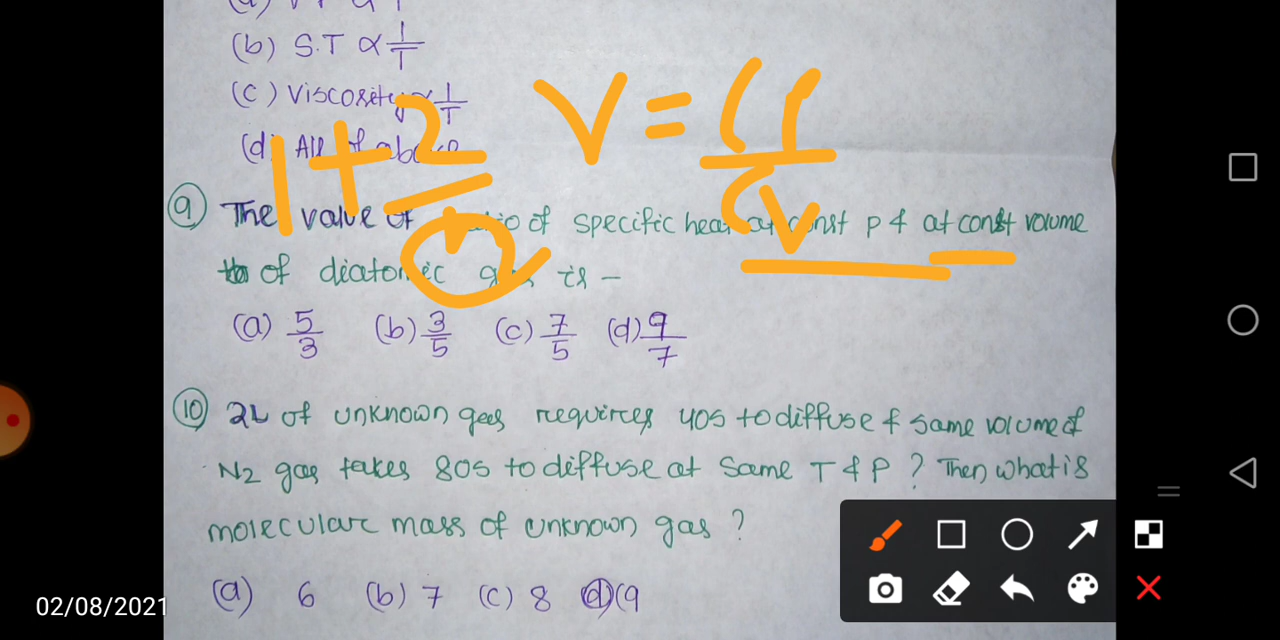 (b) S.T ∝ 1/T
(c) Viscosity ∝ 1/T
(d) All of above
1 + 2/
γ = Cp/Cv
(9) The value of ratio of specific heat at const p & at const volume
of diatomic gas is —
(a) 5/3 (b) 3/5 (c) 7/5 (d) 9/7
(10) 2L of unknown gas requires 40s to diffuse & same volume of
N2 gas takes 80s to diffuse at same T & P ? Then what is
molecular mass of unknown gas ?
(a) 6 (b) 7 (c) 8 (d) 9
02/08/2021